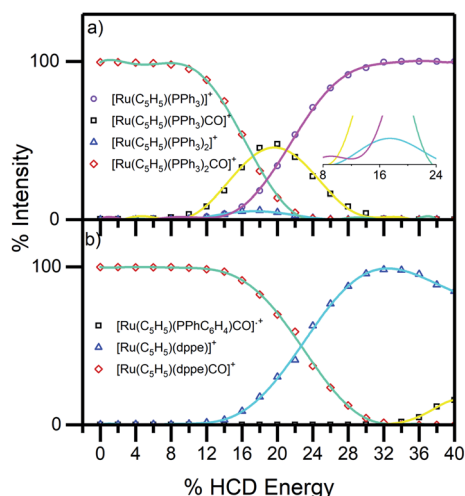 a)
100
[Ru(C₅H₅)(PPh₃)]⁺
[Ru(C₅H₅)(PPh₃)CO]⁺
[Ru(C₅H₅)(PPh₃)₂]⁺
[Ru(C₅H₅)(PPh₃)₂CO]⁺
8 12 16 20 24
0
% Intensity
b)
100
[Ru(C₅H₅)(PPhC₆H₄)CO]·⁺
[Ru(C₅H₅)(dppe)]⁺
[Ru(C₅H₅)(dppe)CO]⁺
0
0 4 8 12 16 20 24 28 32 36 40
% HCD Energy